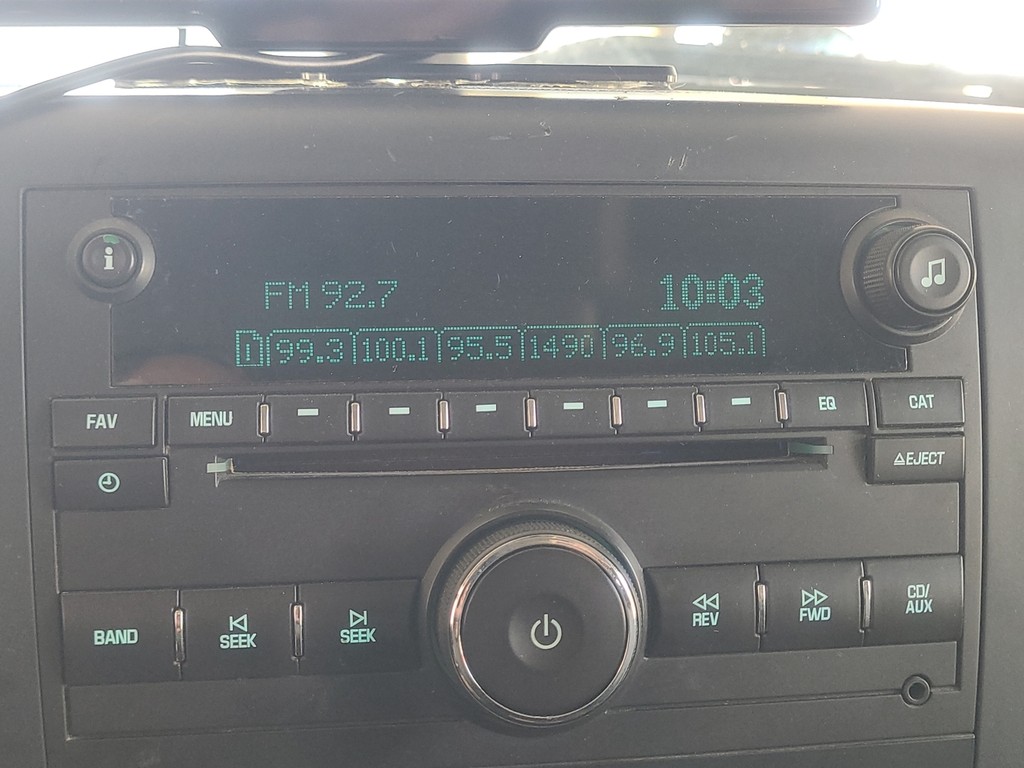 i
FM 92.7 10:03
1 99.3 100.1 95.5 1490 96.9 105.1
FAV MENU EQ CAT
EJECT
BAND SEEK SEEK REV FWD CD/
AUX